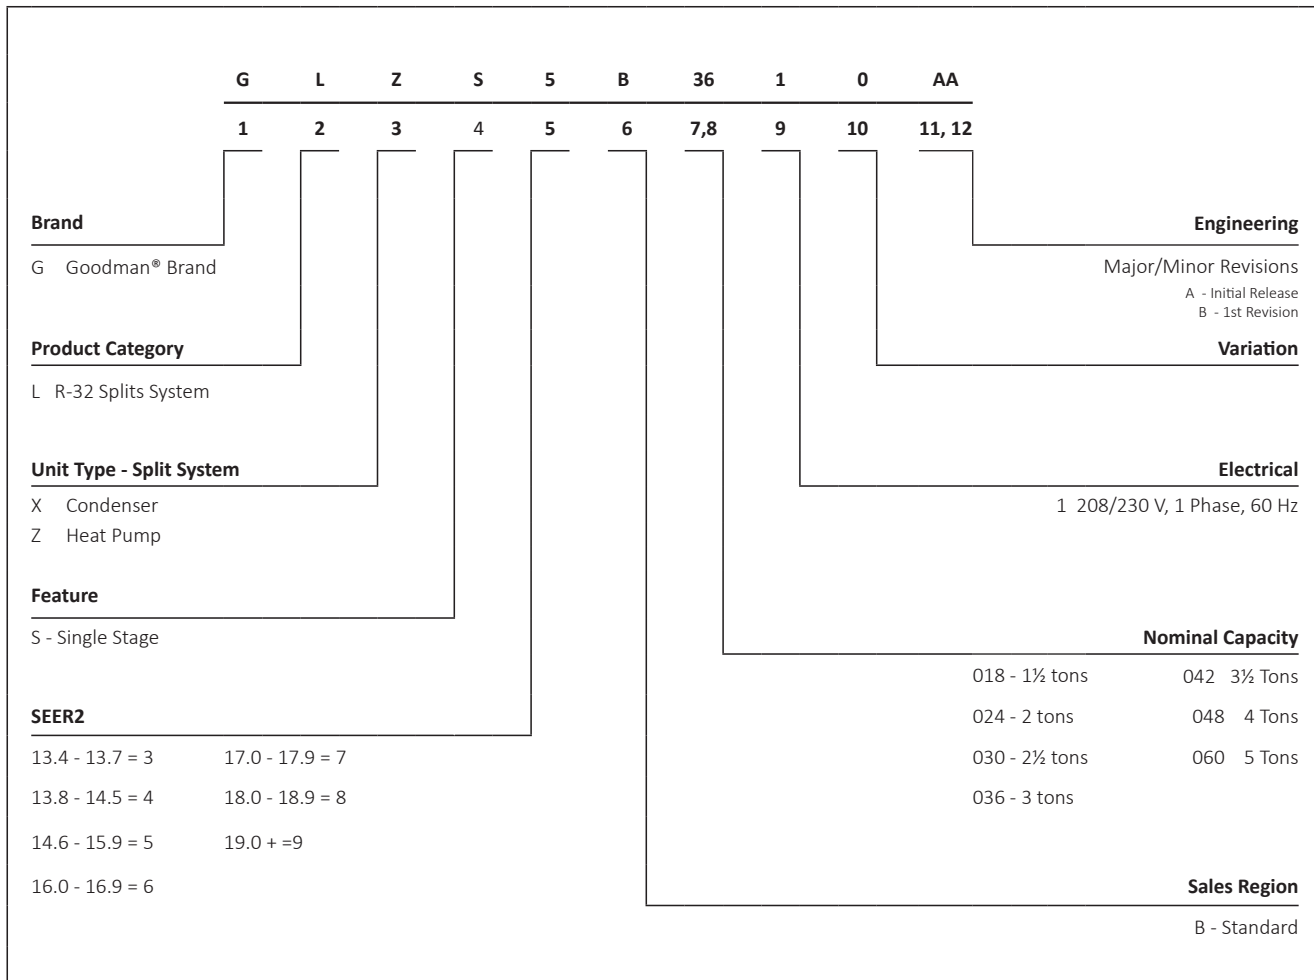 G L Z S 5 B 36 1 0 AA
1 2 3 4 5 6 7,8 9 10 11, 12
Brand
G Goodman® Brand
Product Category
L R-32 Splits System
Unit Type - Split System
X Condenser
Z Heat Pump
Feature
S - Single Stage
SEER2
13.4 - 13.7 = 3 17.0 - 17.9 = 7
13.8 - 14.5 = 4 18.0 - 18.9 = 8
14.6 - 15.9 = 5 19.0 + =9
16.0 - 16.9 = 6
Engineering
Major/Minor Revisions
A - Initial Release
B - 1st Revision
Variation
Electrical
1 208/230 V, 1 Phase, 60 Hz
Nominal Capacity
018 - 1½ tons 042 3½ Tons
024 - 2 tons 048 4 Tons
030 - 2½ tons 060 5 Tons
036 - 3 tons
Sales Region
B - Standard